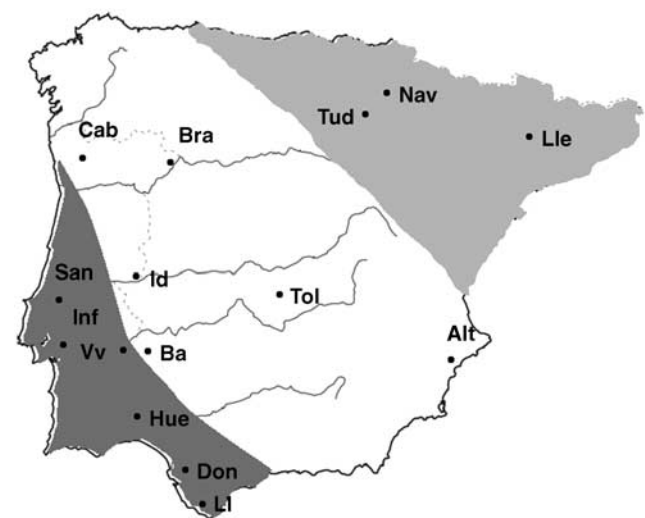 Nav
Tud
Cab
Bra
Lle
San
Id
Tol
Inf
Alt
Vv
Ba
Hue
Don
Ll